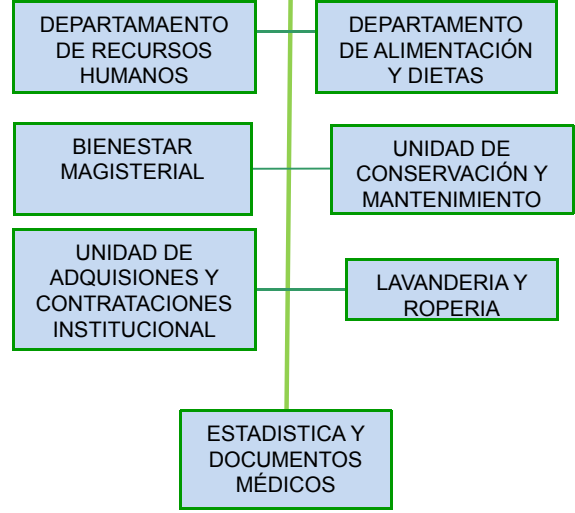 DEPARTAMAENTO
DE RECURSOS
HUMANOS
DEPARTAMENTO
DE ALIMENTACIÓN
Y DIETAS
BIENESTAR
MAGISTERIAL
UNIDAD DE
CONSERVACIÓN Y
MANTENIMIENTO
UNIDAD DE
ADQUISIONES Y
CONTRATACIONES
INSTITUCIONAL
LAVANDERIA Y
ROPERIA
ESTADISTICA Y
DOCUMENTOS
MÉDICOS